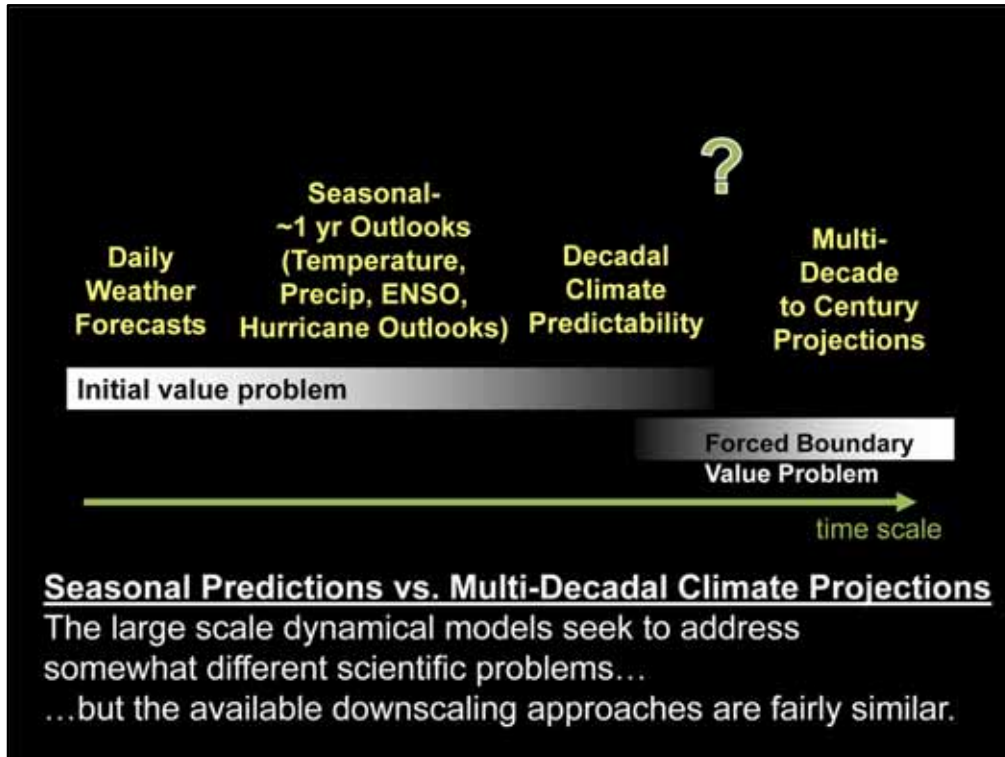 ?
Daily
Weather
Forecasts
Seasonal-
~1 yr Outlooks
(Temperature,
Precip, ENSO,
Hurricane Outlooks)
Decadal
Climate
Predictability
Multi-
Decade
to Century
Projections
Initial value problem
Forced Boundary
Value Problem
time scale
Seasonal Predictions vs. Multi-Decadal Climate Projections
The large scale dynamical models seek to address
somewhat different scientific problems…
…but the available downscaling approaches are fairly similar.